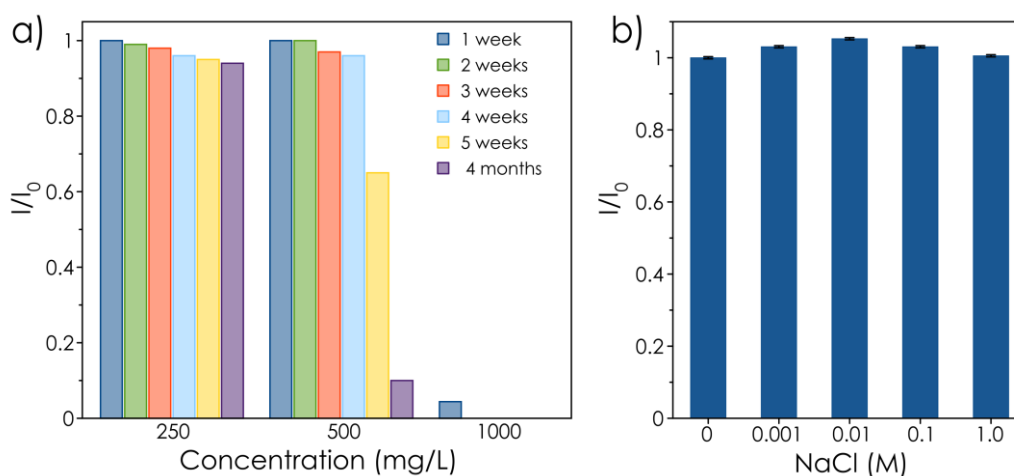 a)
I/I0
1
0.8
0.6
0.4
0.2
0
1 week
2 weeks
3 weeks
4 weeks
5 weeks
4 months
250 500 1000
Concentration (mg/L)
b)
I/I0
1
0.8
0.6
0.4
0.2
0
0 0.001 0.01 0.1 1.0
NaCl (M)